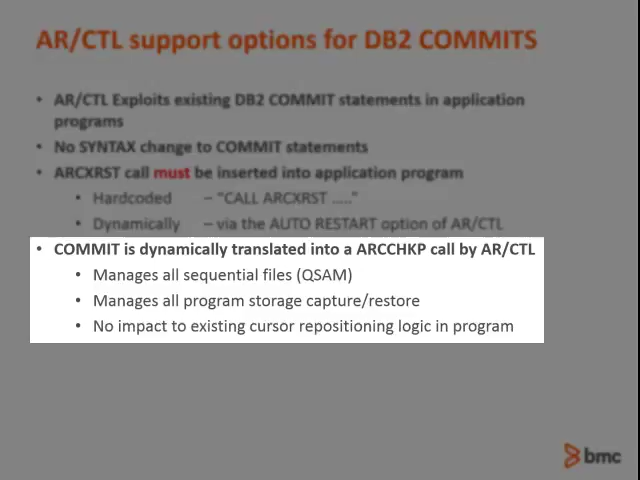 AR/CTL support options for DB2 COMMITS
• AR/CTL Exploits existing DB2 COMMIT statements in application
programs
• No SYNTAX change to COMMIT statements
• ARCXRST call must be inserted into application program
• Hardcoded – "CALL ARCXRST ....."
• Dynamically – via the AUTO RESTART option of AR/CTL
• COMMIT is dynamically translated into a ARCCHKP call by AR/CTL
• Manages all sequential files (QSAM)
• Manages all program storage capture/restore
• No impact to existing cursor repositioning logic in program
bmc